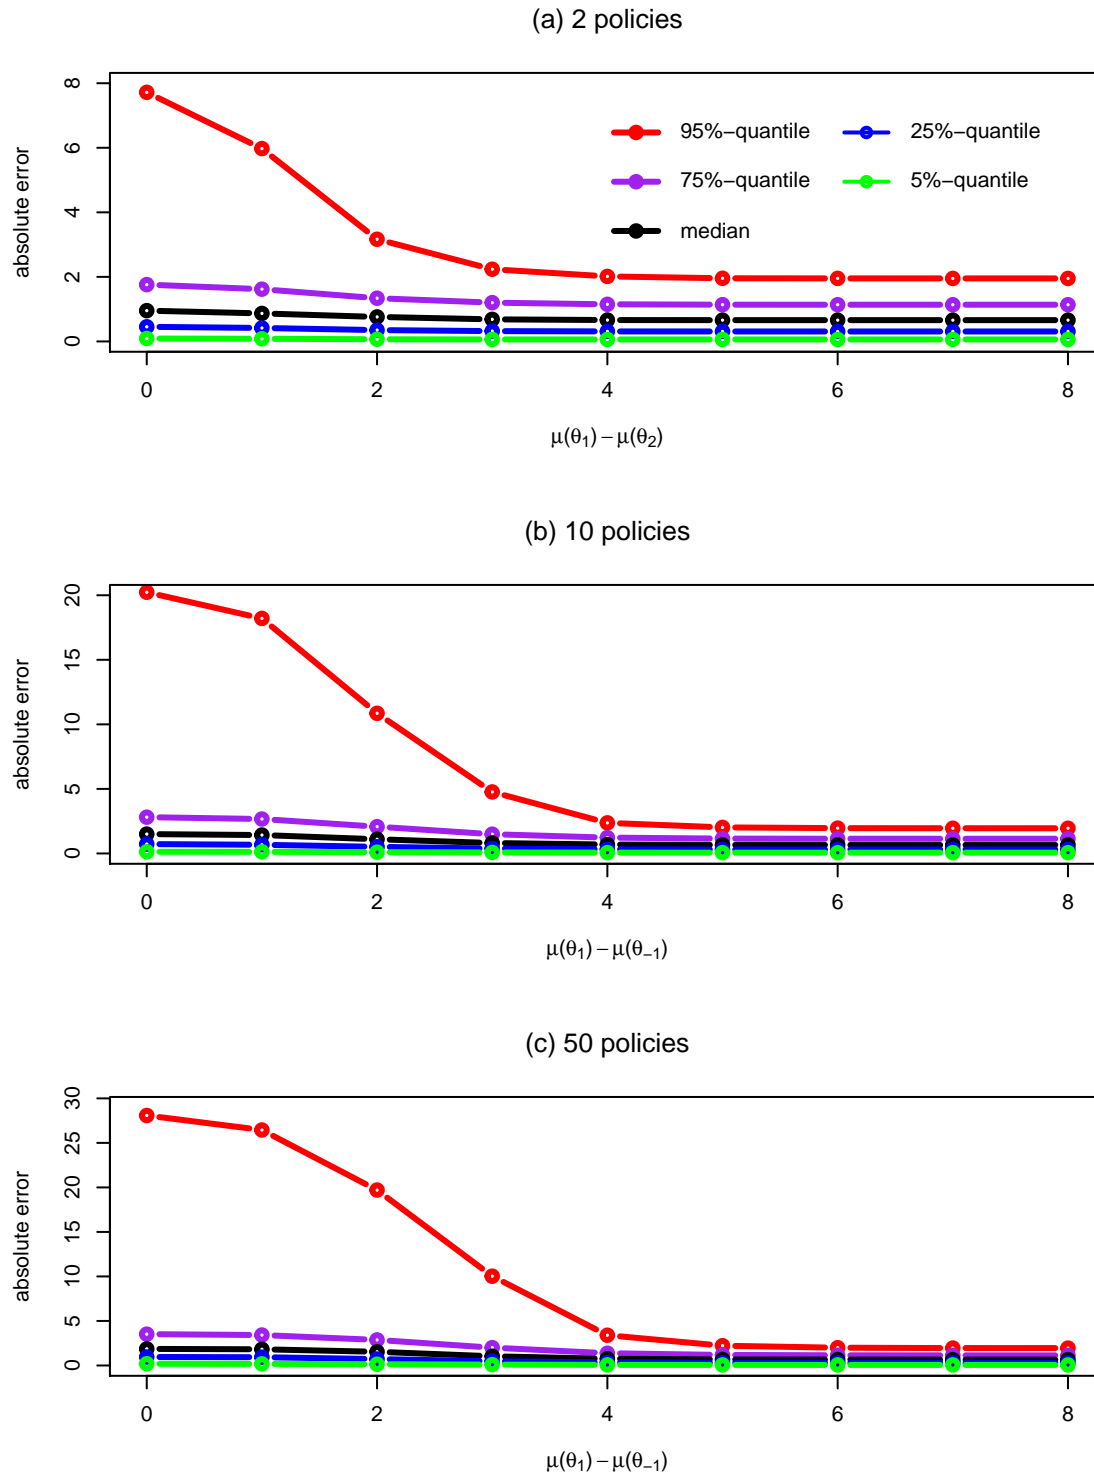 (a) 2 policies
absolute error
8
6
4
2
0
95%−quantile
75%−quantile
median
25%−quantile
5%−quantile
0 2 4 6 8
μ(θ1) − μ(θ2)
(b) 10 policies
absolute error
20
15
10
5
0
0 2 4 6 8
μ(θ1) − μ(θ−1)
(c) 50 policies
absolute error
30
25
20
15
10
5
0
0 2 4 6 8
μ(θ1) − μ(θ−1)